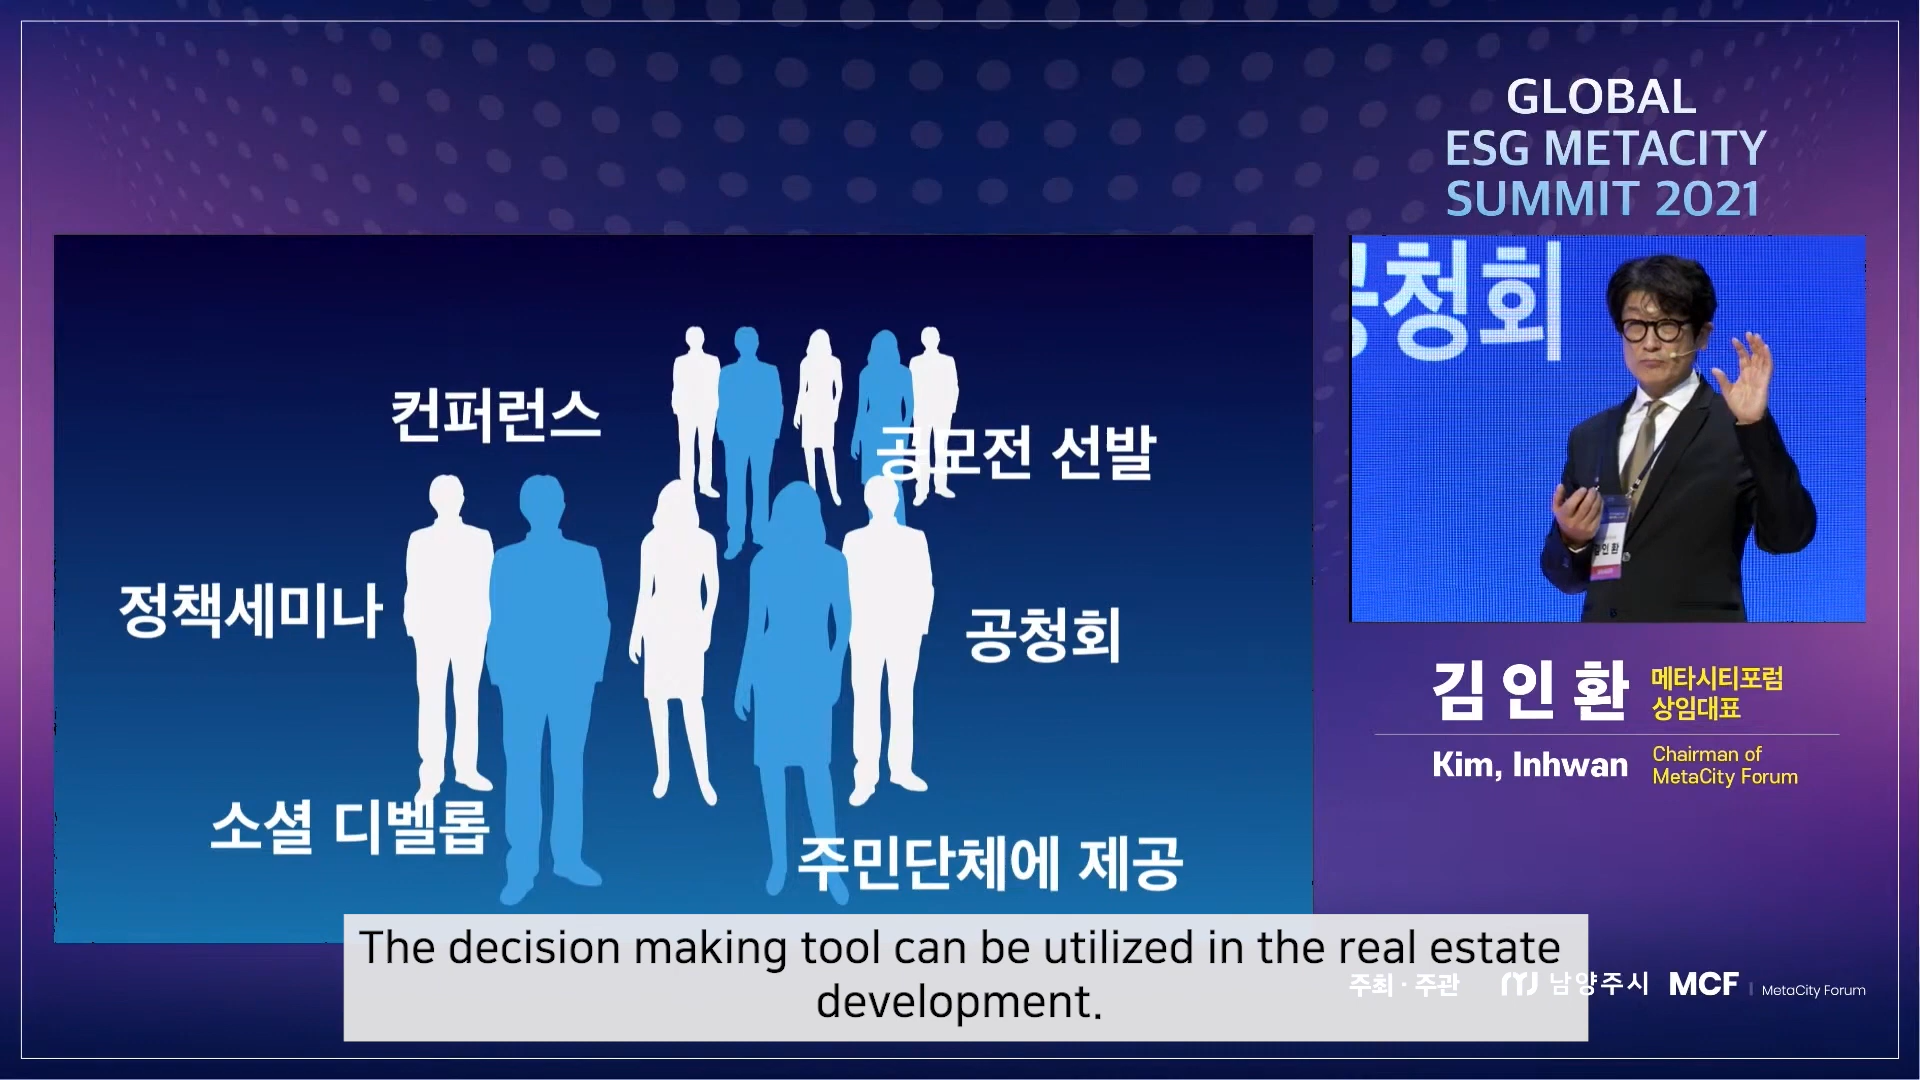 GLOBAL
ESG METACITY
SUMMIT 2021
컨퍼런스
공모전 선발
정책세미나
공청회
소셜 디벨롭
주민단체에 제공
공청회
김인환
김인환
메타시티포럼
상임대표
Kim, Inhwan
Chairman of
MetaCity Forum
The decision making tool can be utilized in the real estate
development.
주최·주관 남양주시 MCF | MetaCity Forum